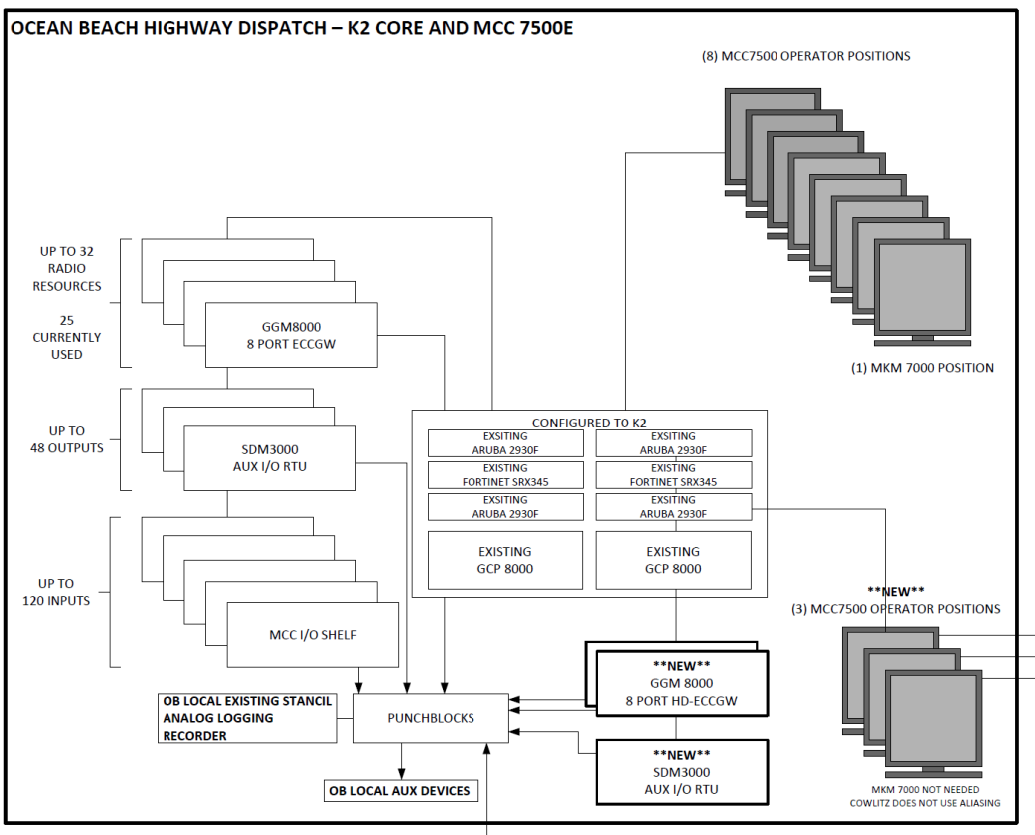 OCEAN BEACH HIGHWAY DISPATCH – K2 CORE AND MCC 7500E
(8) MCC7500 OPERATOR POSITIONS
(1) MKM 7000 POSITION
UP TO 32
RADIO
RESOURCES
25
CURRENTLY
USED
GGM8000
8 PORT ECCGW
UP TO
48 OUTPUTS
SDM3000
AUX I/O RTU
UP TO
120 INPUTS
MCC I/O SHELF
CONFIGURED TO K2
EXSITING
ARUBA 2930F
EXSITING
ARUBA 2930F
EXISTING
FORTINET SRX345
EXISTING
FORTINET SRX345
EXSITING
ARUBA 2930F
EXSITING
ARUBA 2930F
EXISTING
GCP 8000
EXISTING
GCP 8000
**NEW**
(3) MCC7500 OPERATOR POSITIONS
MKM 7000 NOT NEEDED
COWLITZ DOES NOT USE ALIASING
**NEW**
GGM 8000
8 PORT HD-ECCGW
**NEW**
SDM3000
AUX I/O RTU
OB LOCAL EXISTING STANCIL
ANALOG LOGGING
RECORDER
PUNCHBLOCKS
OB LOCAL AUX DEVICES